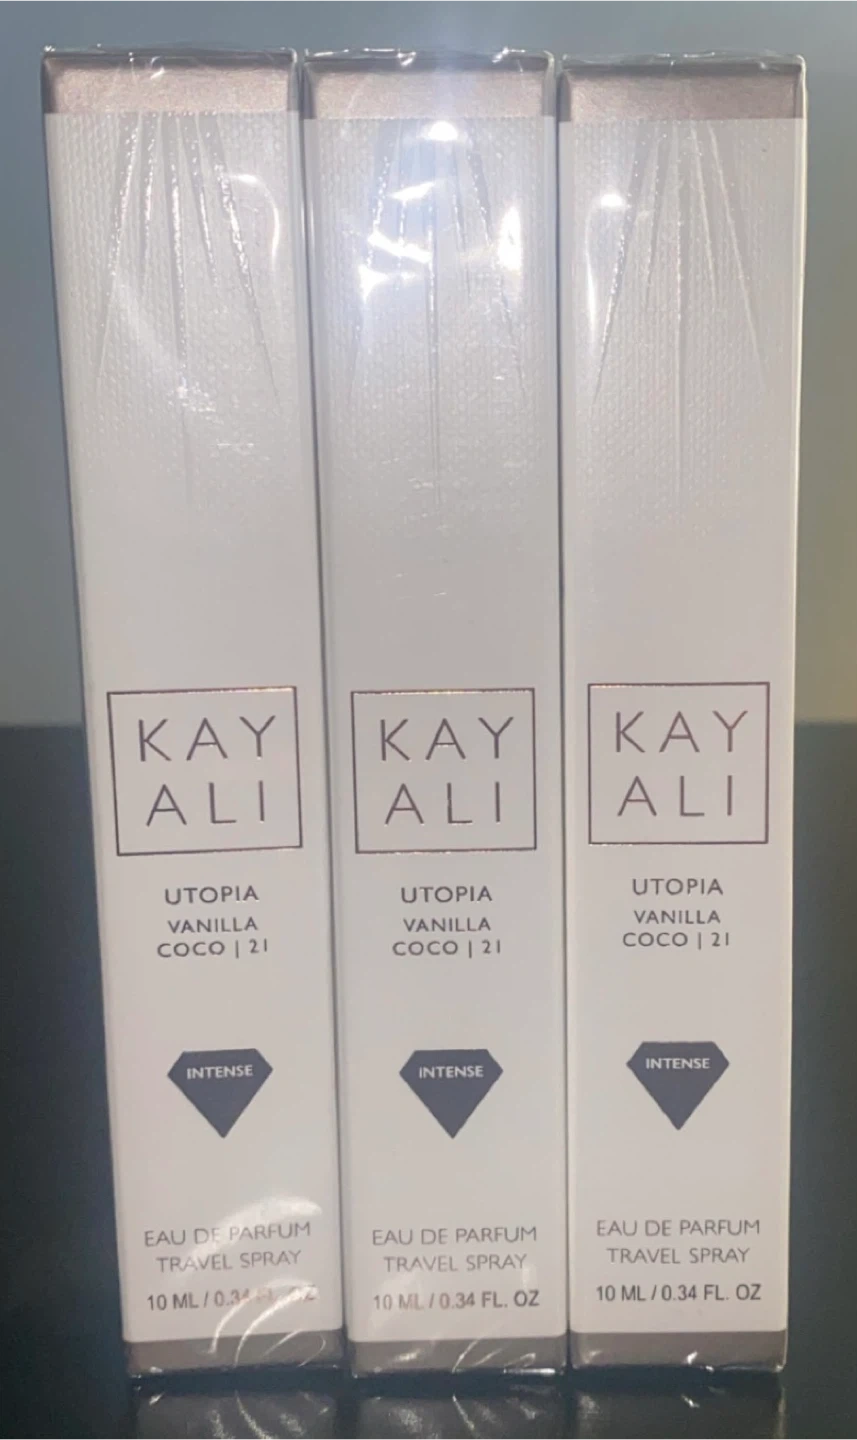 KAY
ALI
UTOPIA
VANILLA
COCO | 21
INTENSE
EAU DE PARFUM
TRAVEL SPRAY
10 ML / 0.34 FL. OZ
KAY
ALI
UTOPIA
VANILLA
COCO | 21
INTENSE
EAU DE PARFUM
TRAVEL SPRAY
10 ML / 0.34 FL. OZ
KAY
ALI
UTOPIA
VANILLA
COCO | 21
INTENSE
EAU DE PARFUM
TRAVEL SPRAY
10 ML / 0.34 FL. OZ